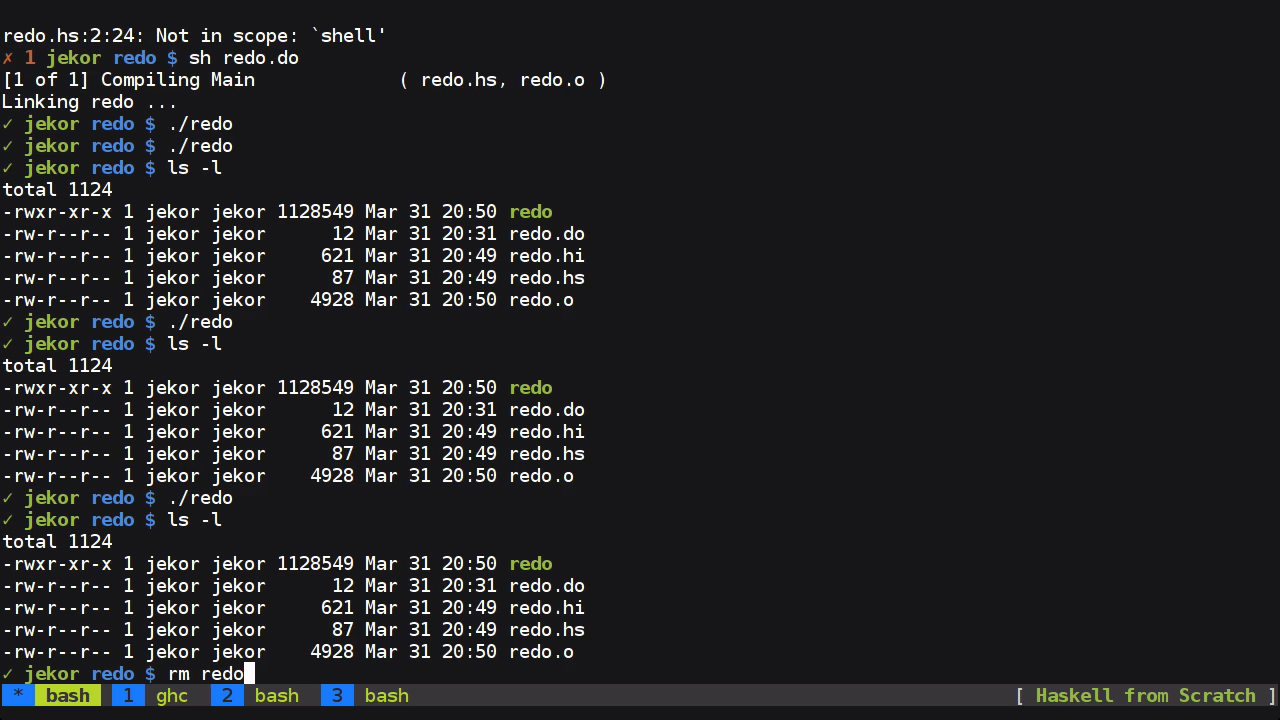 redo.hs:2:24: Not in scope: `shell'
✗ 1 jekor redo $ sh redo.do
[1 of 1] Compiling Main             ( redo.hs, redo.o )
Linking redo ...
✓ jekor redo $ ./redo
✓ jekor redo $ ./redo
✓ jekor redo $ ls -l
total 1124
-rwxr-xr-x 1 jekor jekor 1128549 Mar 31 20:50 redo
-rw-r--r-- 1 jekor jekor      12 Mar 31 20:31 redo.do
-rw-r--r-- 1 jekor jekor     621 Mar 31 20:49 redo.hi
-rw-r--r-- 1 jekor jekor      87 Mar 31 20:49 redo.hs
-rw-r--r-- 1 jekor jekor    4928 Mar 31 20:50 redo.o
✓ jekor redo $ ./redo
✓ jekor redo $ ls -l
total 1124
-rwxr-xr-x 1 jekor jekor 1128549 Mar 31 20:50 redo
-rw-r--r-- 1 jekor jekor      12 Mar 31 20:31 redo.do
-rw-r--r-- 1 jekor jekor     621 Mar 31 20:49 redo.hi
-rw-r--r-- 1 jekor jekor      87 Mar 31 20:49 redo.hs
-rw-r--r-- 1 jekor jekor    4928 Mar 31 20:50 redo.o
✓ jekor redo $ ./redo
✓ jekor redo $ ls -l
total 1124
-rwxr-xr-x 1 jekor jekor 1128549 Mar 31 20:50 redo
-rw-r--r-- 1 jekor jekor      12 Mar 31 20:31 redo.do
-rw-r--r-- 1 jekor jekor     621 Mar 31 20:49 redo.hi
-rw-r--r-- 1 jekor jekor      87 Mar 31 20:49 redo.hs
-rw-r--r-- 1 jekor jekor    4928 Mar 31 20:50 redo.o
✓ jekor redo $ rm redo
* bash 1 ghc 2 bash 3 bash [ Haskell from Scratch ]